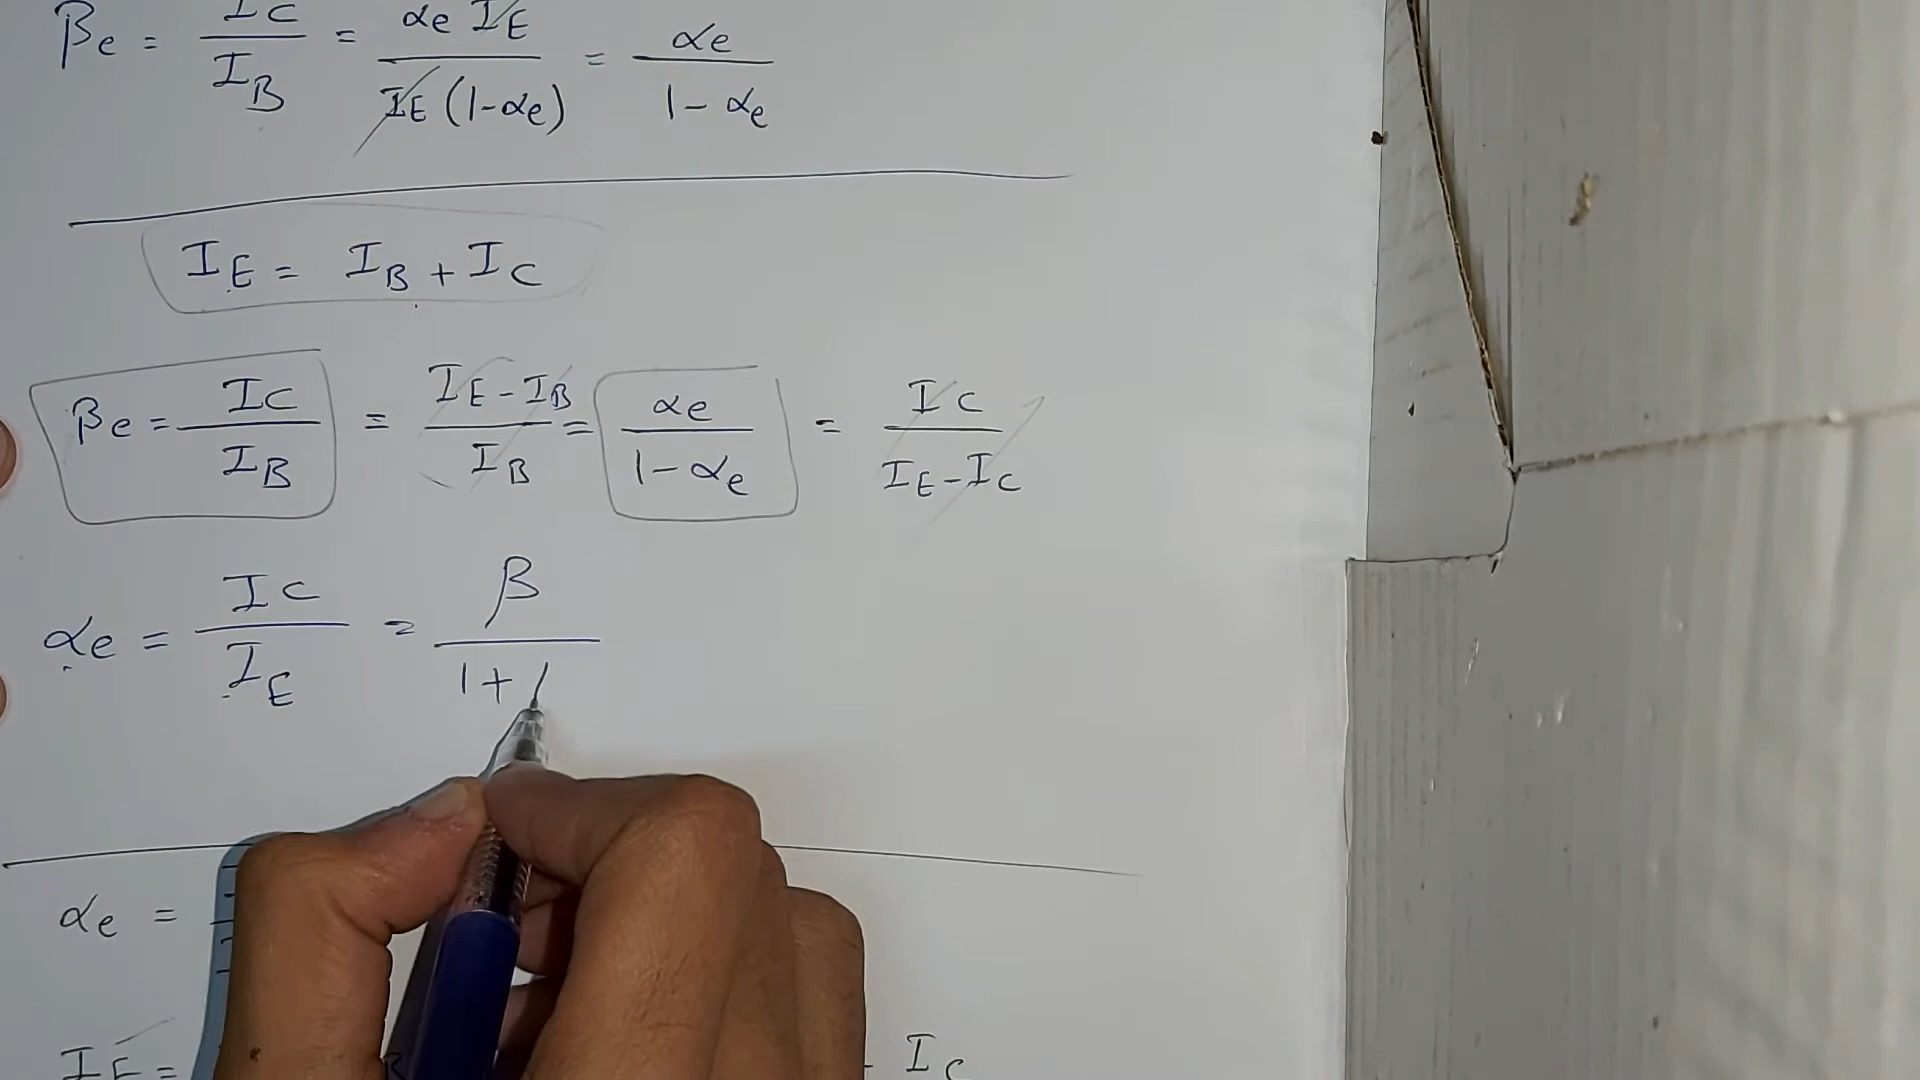 βe = IC / IB = αe IE / IE (1-αe) = αe / 1 - αe
IE = IB + IC
βe = IC / IB = IE - IB / IB = αe / 1 - αe = IC / IE - IC
αe = IC / IE = β / 1 +
αe =
IE = IC